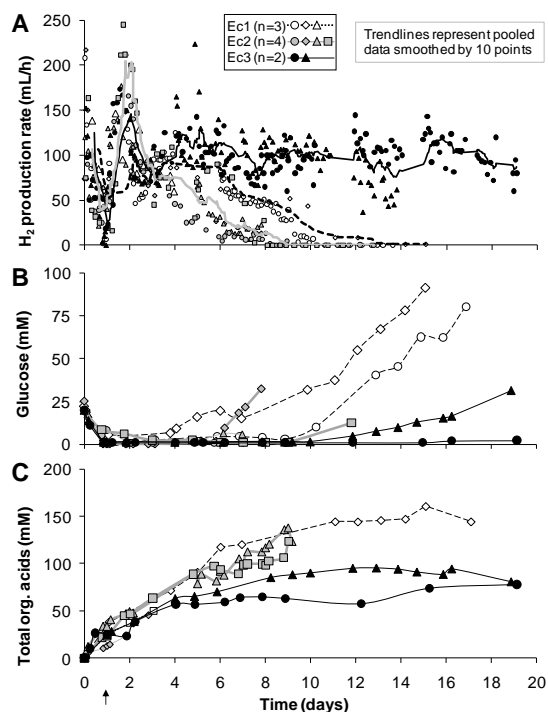 A
Ec1 (n=3)
Ec2 (n=4)
Ec3 (n=2)
Trendlines represent pooled
data smoothed by 10 points
H2 production rate (mL/h)
250
200
150
100
50
0
B
Glucose (mM)
100
75
50
25
0
C
Total org. acids (mM)
200
150
100
50
0
0 2 4 6 8 10 12 14 16 18 20
Time (days)